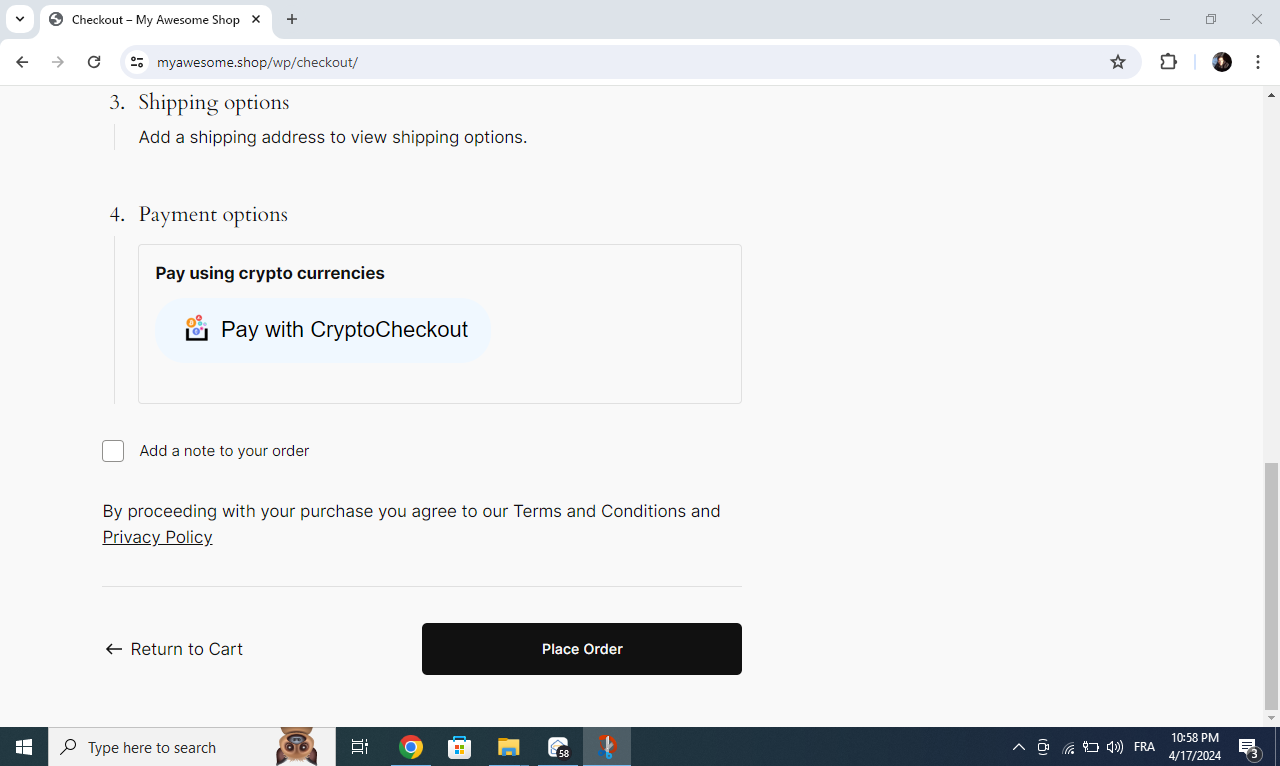 Checkout – My Awesome Shop
myawesome.shop/wp/checkout/
3. Shipping options
Add a shipping address to view shipping options.
4. Payment options
Pay using crypto currencies
Pay with CryptoCheckout
Add a note to your order
By proceeding with your purchase you agree to our Terms and Conditions and
Privacy Policy
Return to Cart
Place Order
Type here to search
58
FRA
10:58 PM
4/17/2024
3